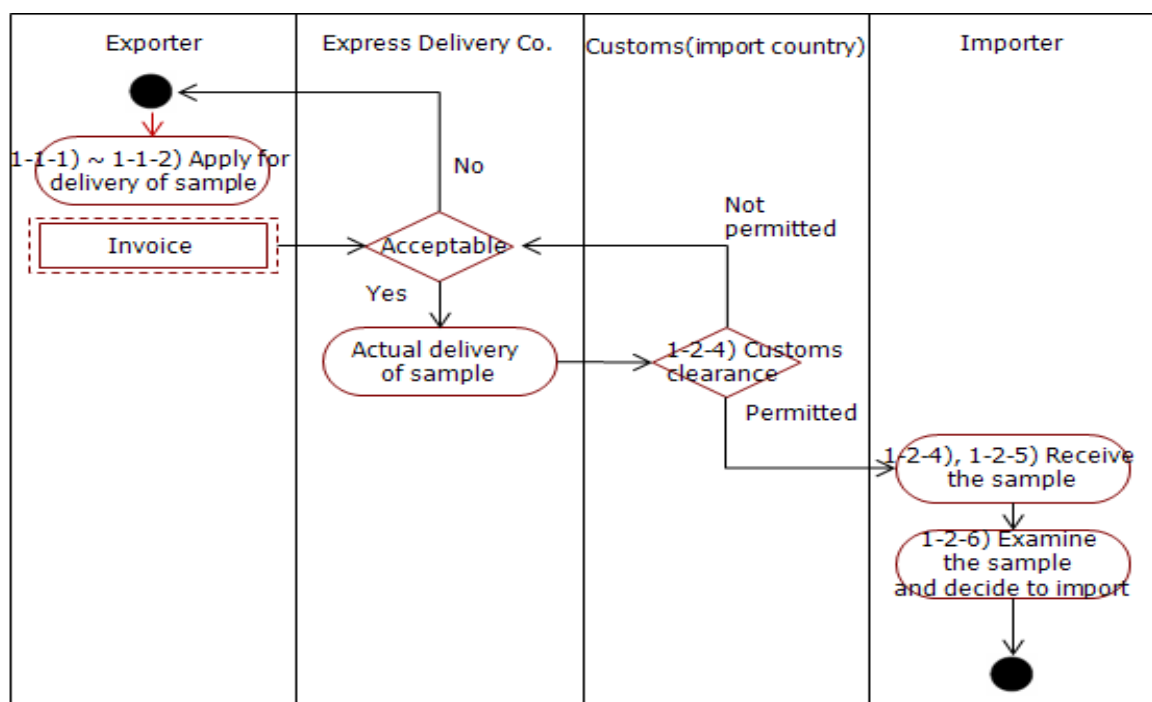 Exporter
Express Delivery Co.
Customs(import country)
Importer
1-1-1) ~ 1-1-2) Apply for
delivery of sample
No
Invoice
Acceptable
Not
permitted
Yes
Actual delivery
of sample
1-2-4) Customs
clearance
Permitted
1-2-4), 1-2-5) Receive
the sample
1-2-6) Examine
the sample
and decide to import